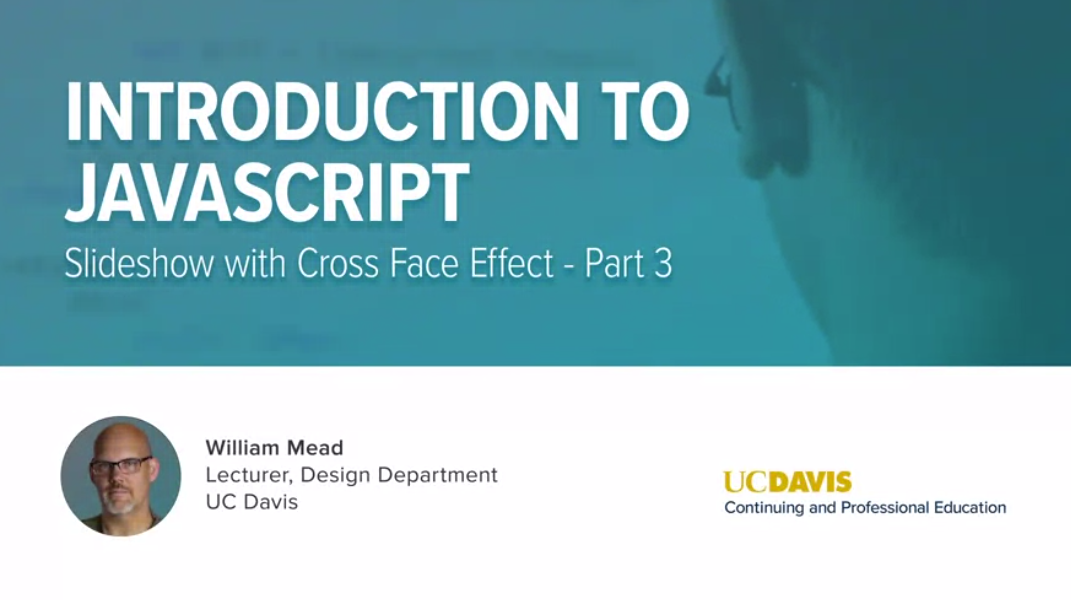 INTRODUCTION TO
JAVASCRIPT
Slideshow with Cross Face Effect - Part 3
William Mead
Lecturer, Design Department
UC Davis
UCDAVIS
Continuing and Professional Education